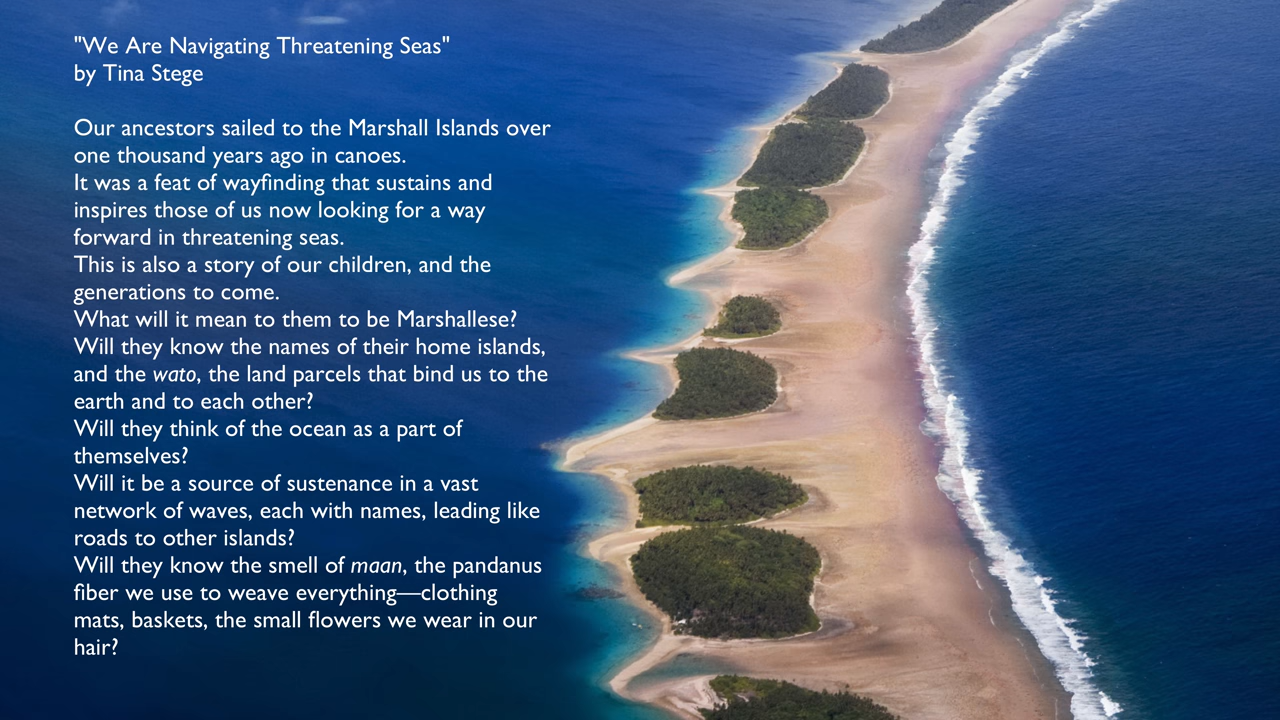 "We Are Navigating Threatening Seas"
by Tina Stege
Our ancestors sailed to the Marshall Islands over
one thousand years ago in canoes.
It was a feat of wayfinding that sustains and
inspires those of us now looking for a way
forward in threatening seas.
This is also a story of our children, and the
generations to come.
What will it mean to them to be Marshallese?
Will they know the names of their home islands,
and the wato, the land parcels that bind us to the
earth and to each other?
Will they think of the ocean as a part of
themselves?
Will it be a source of sustenance in a vast
network of waves, each with names, leading like
roads to other islands?
Will they know the smell of maan, the pandanus
fiber we use to weave everything—clothing
mats, baskets, the small flowers we wear in our
hair?